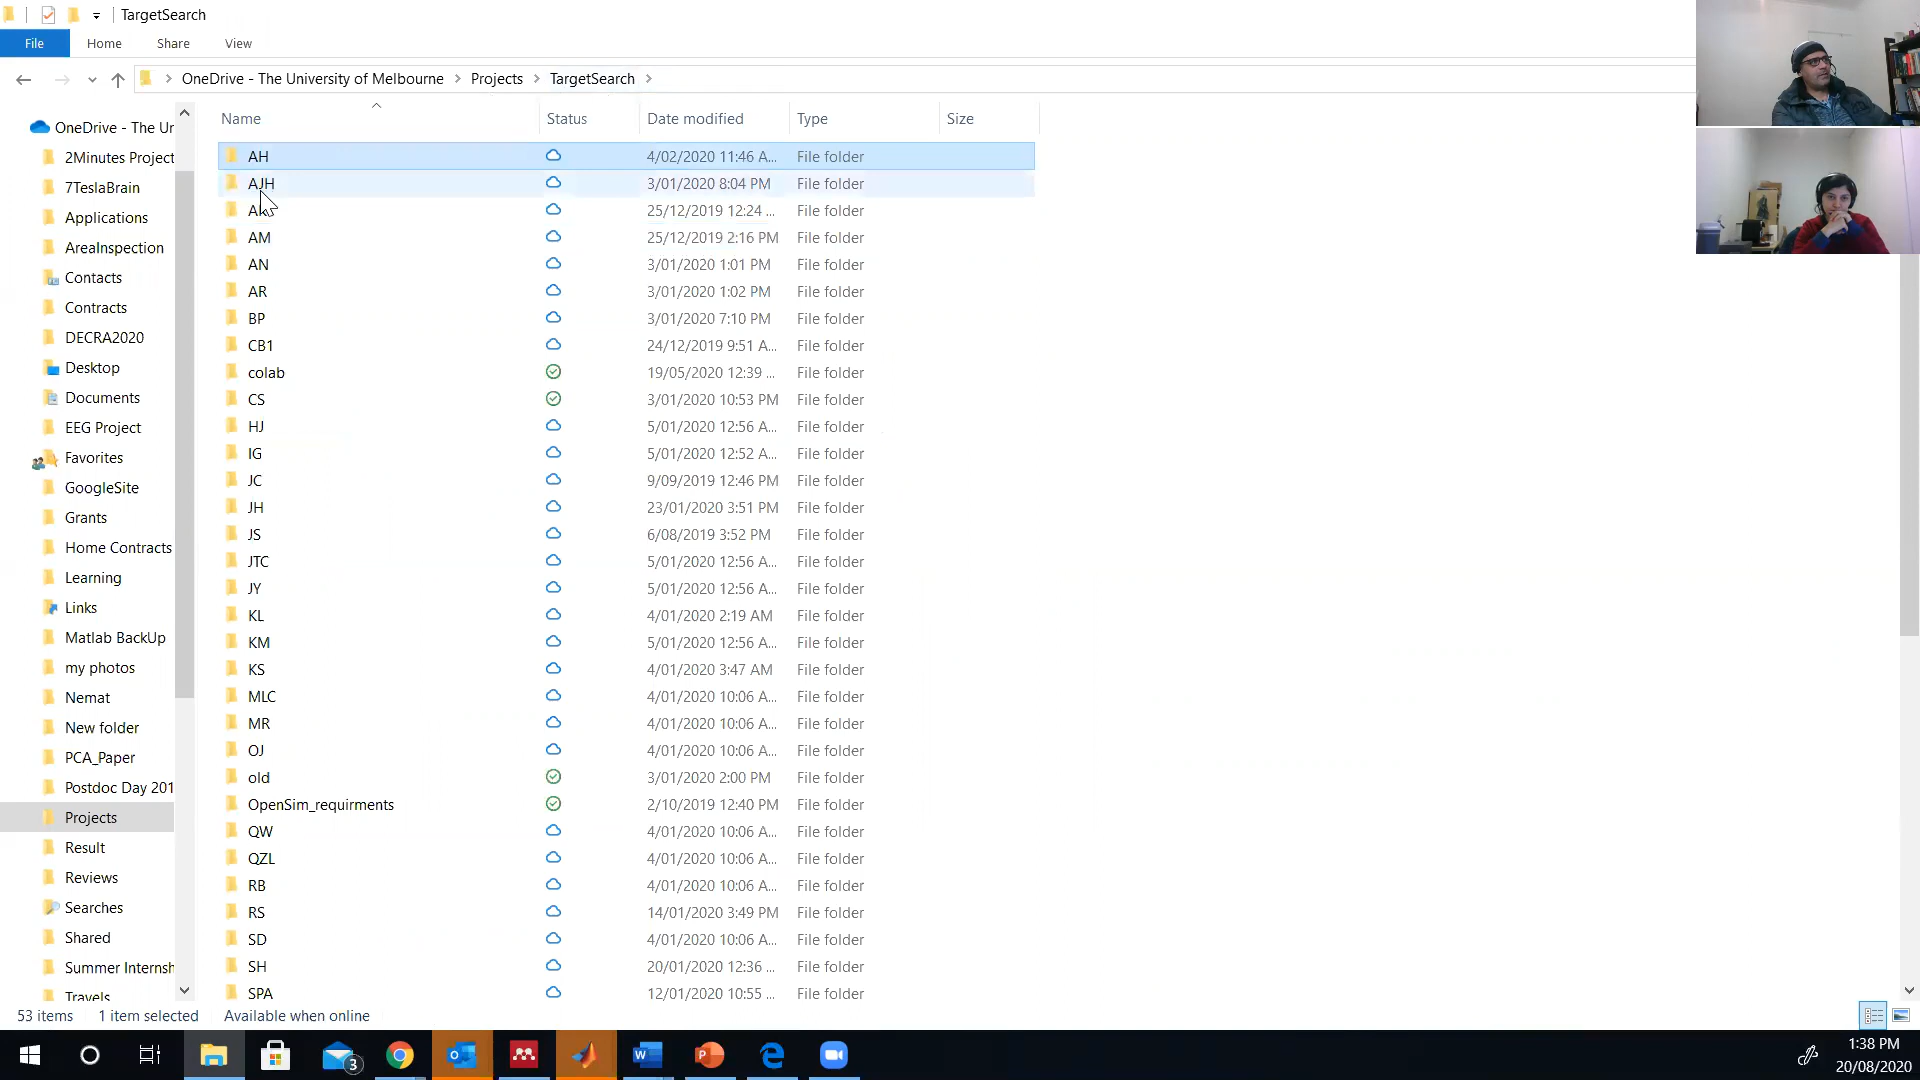 TargetSearch
File Home Share View
OneDrive - The University of Melbourne Projects TargetSearch
Name Status Date modified Type Size
OneDrive - The Ur
2Minutes Project
7TeslaBrain
Applications
AreaInspection
Contacts
Contracts
DECRA2020
Desktop
Documents
EEG Project
Favorites
GoogleSite
Grants
Home Contracts
Learning
Links
Matlab BackUp
my photos
Nemat
New folder
PCA_Paper
Postdoc Day 201
Projects
Result
Reviews
Searches
Shared
Summer Internsh
Travels
AH 4/02/2020 11:46 A... File folder
AJH 3/01/2020 8:04 PM File folder
25/12/2019 12:24 ... File folder
AM 25/12/2019 2:16 PM File folder
AN 3/01/2020 1:01 PM File folder
AR 3/01/2020 1:02 PM File folder
BP 3/01/2020 7:10 PM File folder
CB1 24/12/2019 9:51 A... File folder
colab 19/05/2020 12:39 ... File folder
CS 3/01/2020 10:53 PM File folder
HJ 5/01/2020 12:56 A... File folder
IG 5/01/2020 12:52 A... File folder
JC 9/09/2019 12:46 PM File folder
JH 23/01/2020 3:51 PM File folder
JS 6/08/2019 3:52 PM File folder
JTC 5/01/2020 12:56 A... File folder
JY 5/01/2020 12:56 A... File folder
KL 4/01/2020 2:19 AM File folder
KM 5/01/2020 12:56 A... File folder
KS 4/01/2020 3:47 AM File folder
MLC 4/01/2020 10:06 A... File folder
MR 4/01/2020 10:06 A... File folder
OJ 4/01/2020 10:06 A... File folder
old 3/01/2020 2:00 PM File folder
OpenSim_requirments 2/10/2019 12:40 PM File folder
QW 4/01/2020 10:06 A... File folder
QZL 4/01/2020 10:06 A... File folder
RB 4/01/2020 10:06 A... File folder
RS 14/01/2020 3:49 PM File folder
SD 4/01/2020 10:06 A... File folder
SH 20/01/2020 12:36 ... File folder
SPA 12/01/2020 10:55 ... File folder
53 items 1 item selected Available when online
3
1:38 PM
20/08/2020